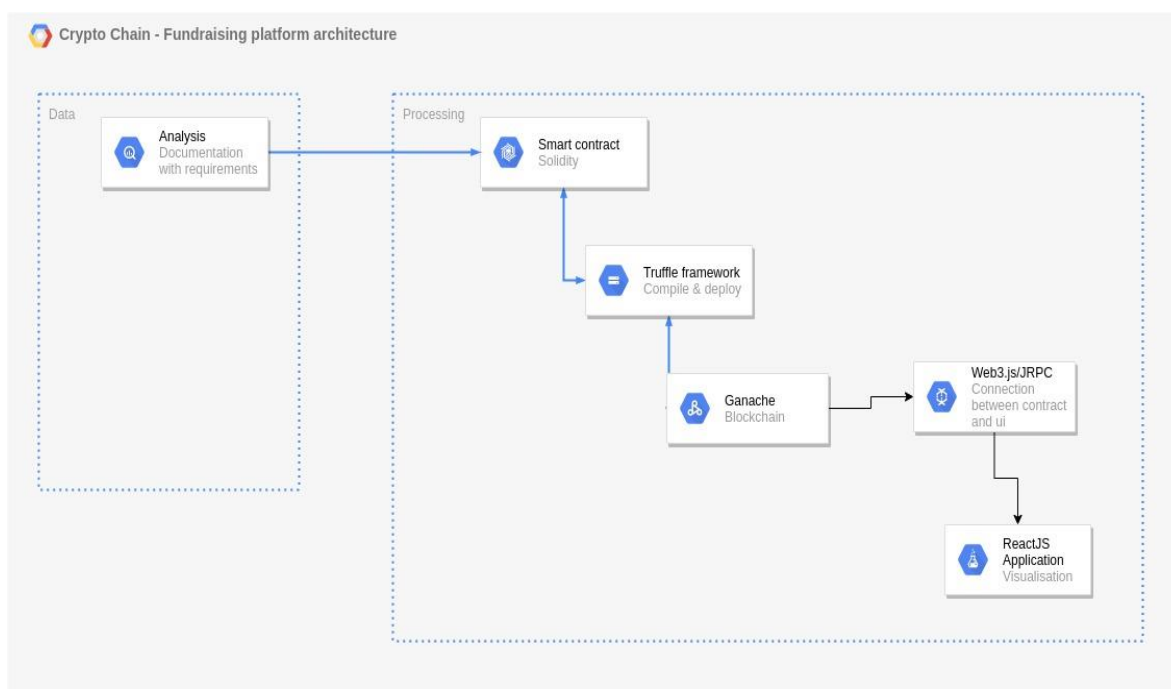 Crypto Chain - Fundraising platform architecture
Data
Analysis
Documentation
with requirements
Processing
Smart contract
Solidity
Truffle framework
Compile & deploy
Ganache
Blockchain
Web3.js/JRPC
Connection
between contract
and ui
ReactJS
Application
Visualisation